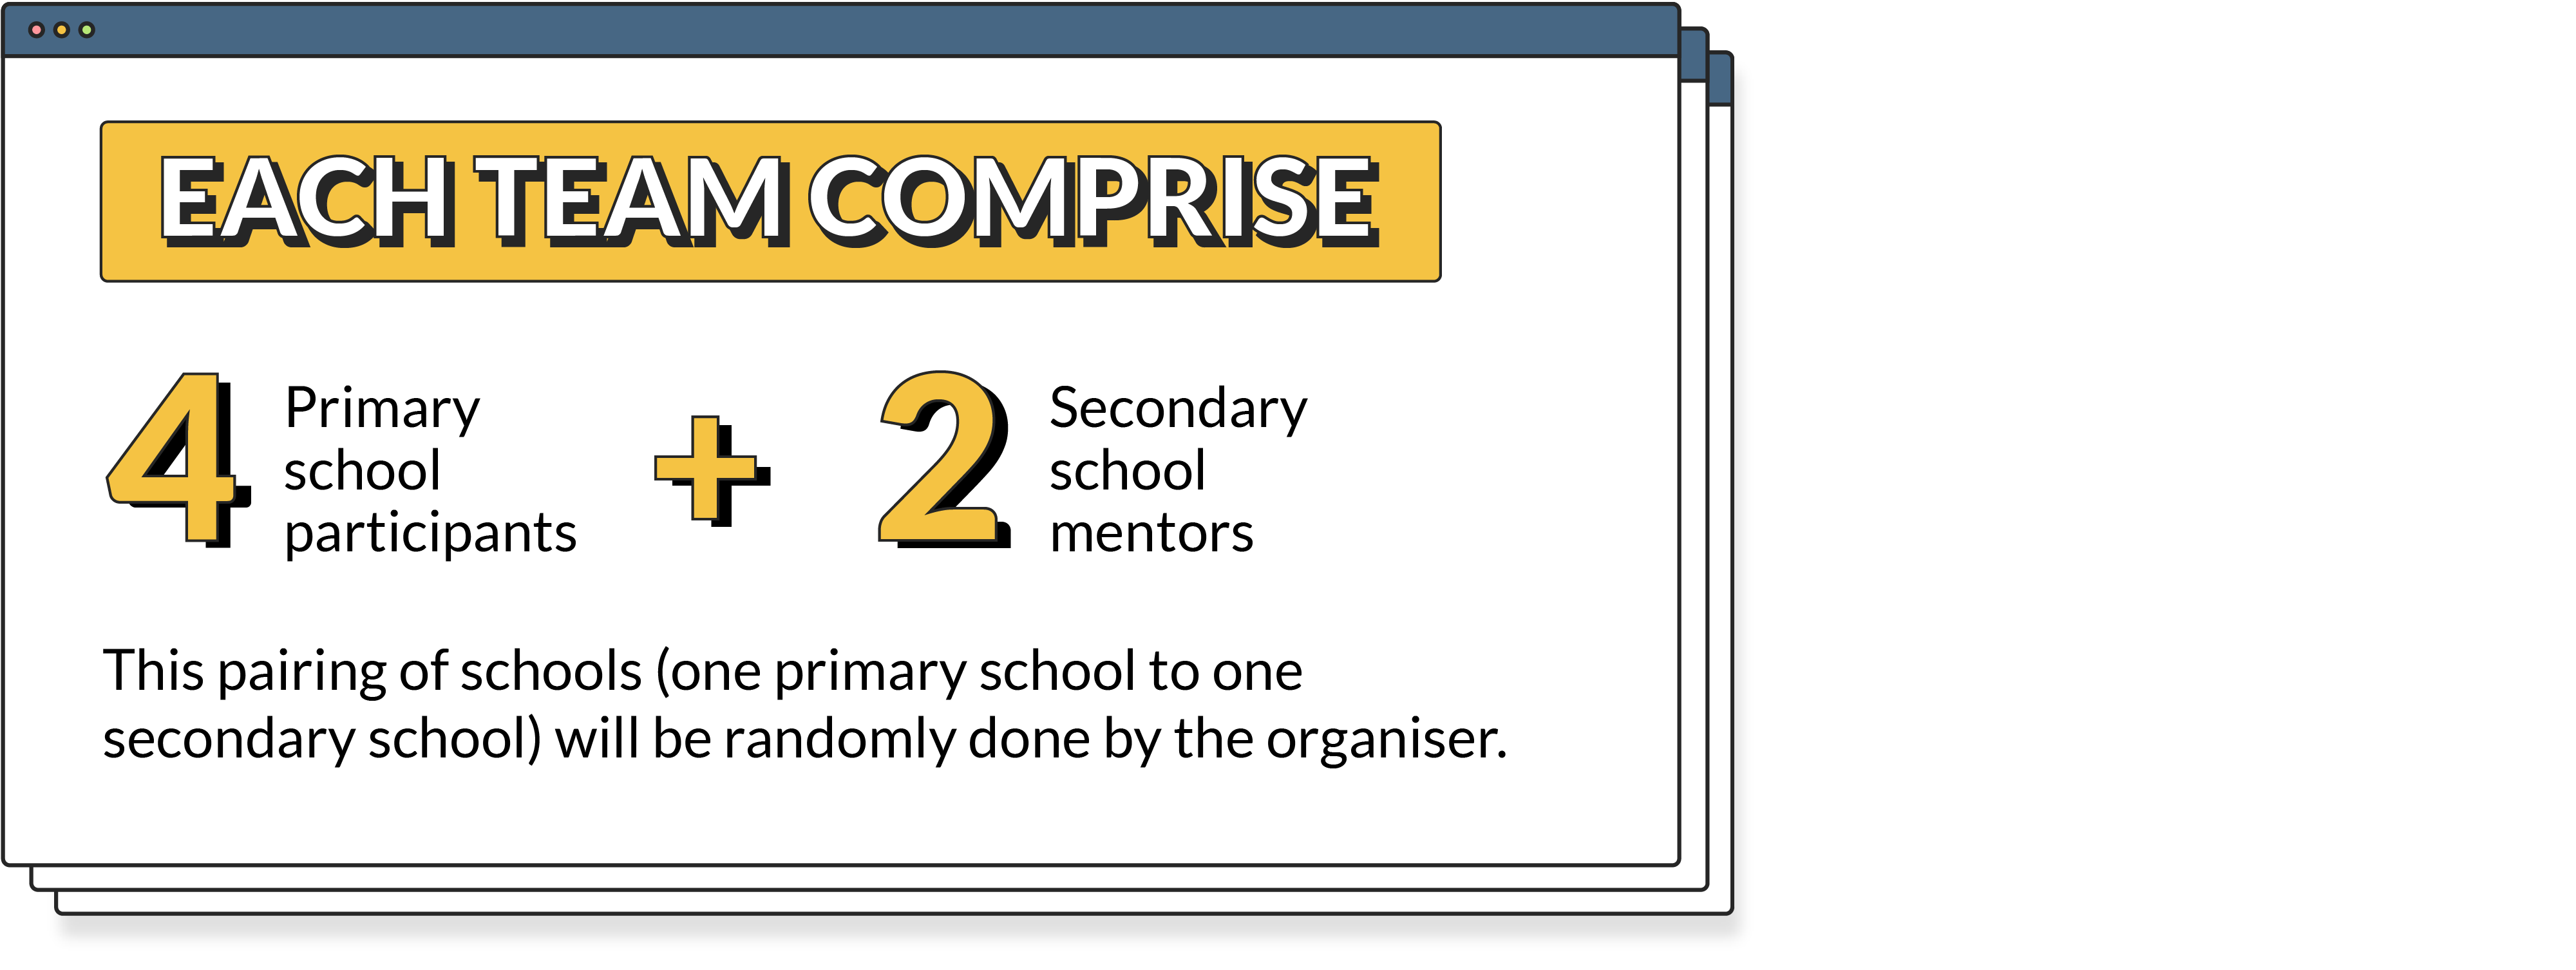 EACH TEAM COMPRISE
4
Primary
school
participants
+
2
Secondary
school
mentors
This pairing of schools (one primary school to one
secondary school) will be randomly done by the organiser.